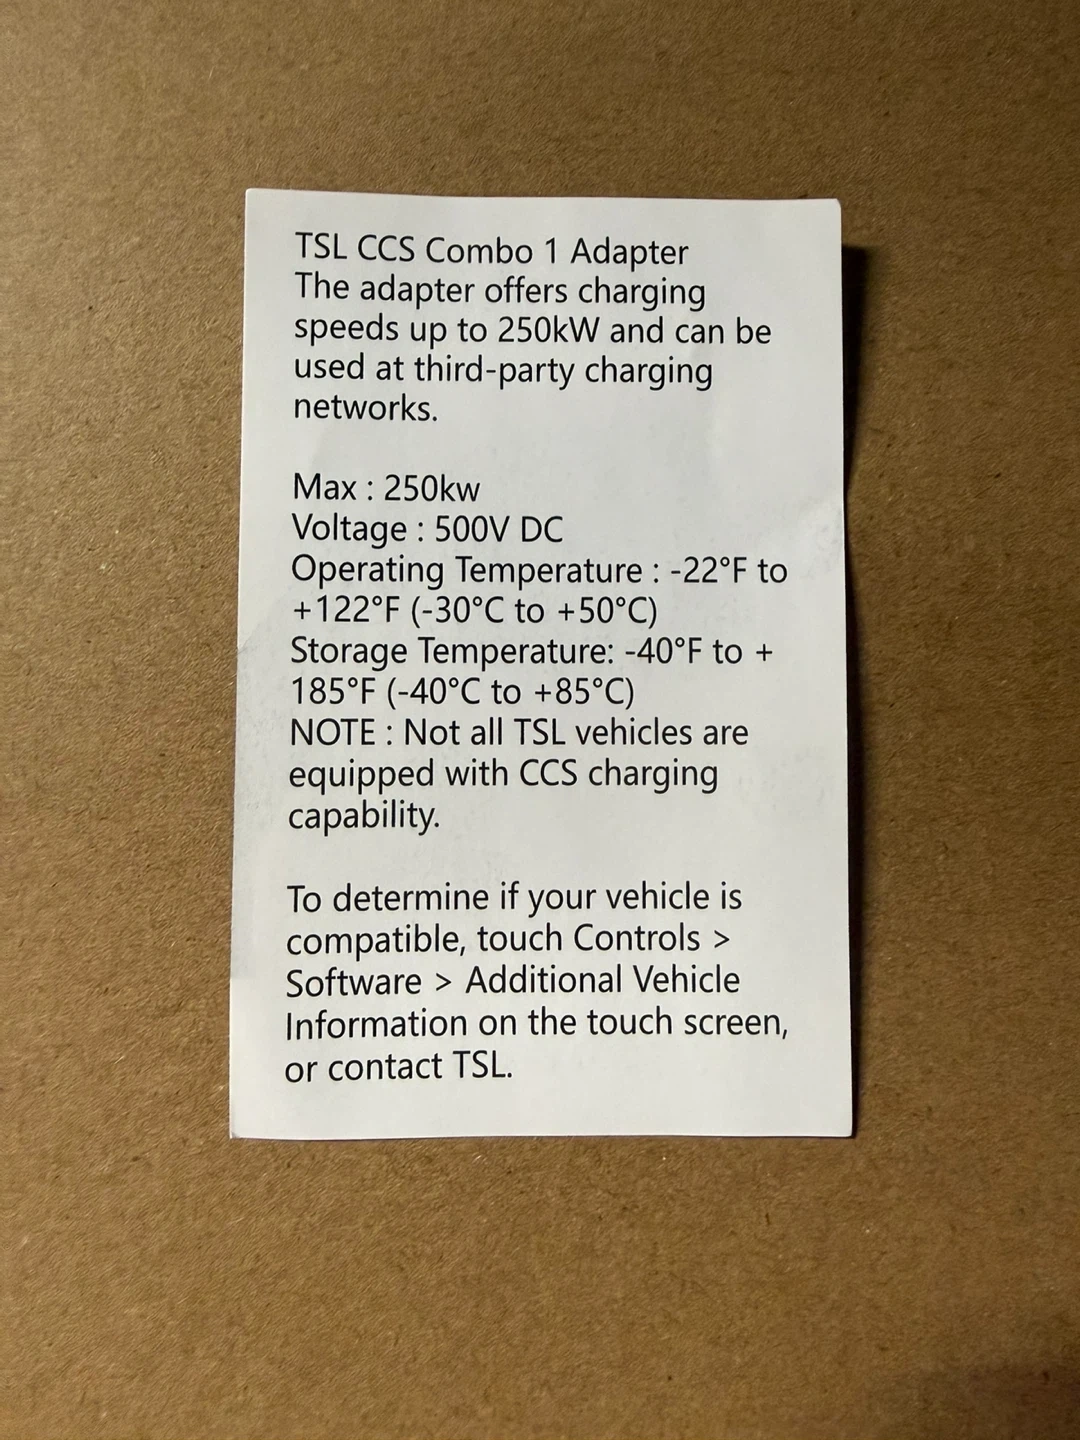 TSL CCS Combo 1 Adapter
The adapter offers charging
speeds up to 250kW and can be
used at third-party charging
networks.
Max : 250kw
Voltage : 500V DC
Operating Temperature : -22°F to
+122°F (-30°C to +50°C)
Storage Temperature: -40°F to +
185°F (-40°C to +85°C)
NOTE : Not all TSL vehicles are
equipped with CCS charging
capability.
To determine if your vehicle is
compatible, touch Controls >
Software > Additional Vehicle
Information on the touch screen,
or contact TSL.